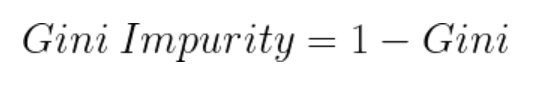 Gini Impurity = 1 − Gini